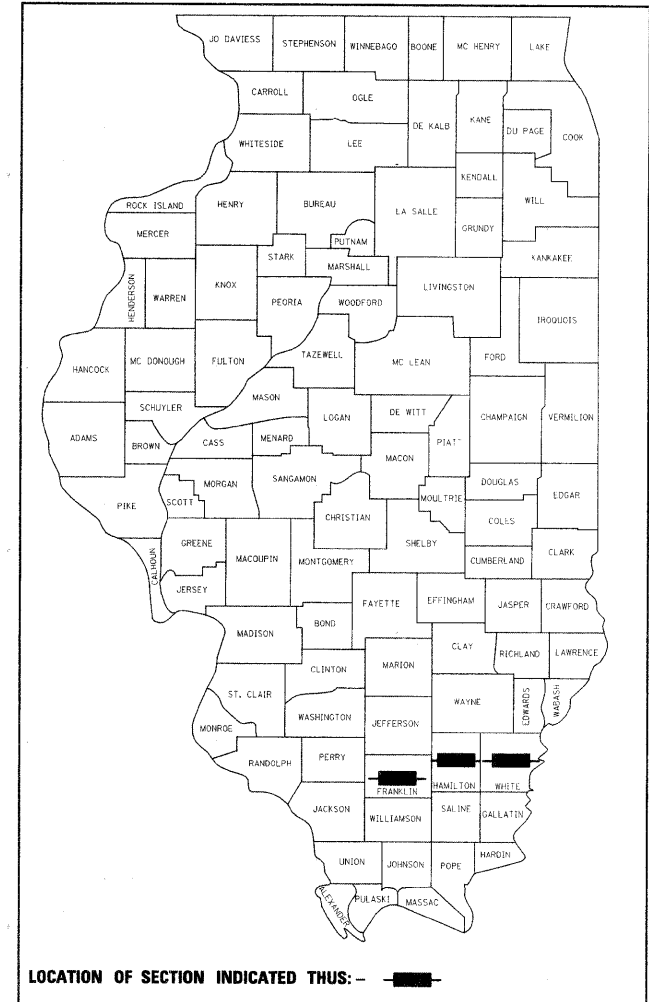 JO DAVIESS STEPHENSON WINNEBAGO BOONE MC HENRY LAKE
CARROLL OGLE DE KALB KANE DU PAGE COOK
WHITESIDE LEE KENDALL WILL
ROCK ISLAND HENRY BUREAU PUTNAM LA SALLE GRUNDY
MERCER STARK MARSHALL KANKAKEE
HENDERSON WARREN KNOX PEORIA WOODFORD LIVINGSTON IROQUOIS
HANCOCK MC DONOUGH FULTON TAZEWELL MC LEAN FORD
SCHUYLER MASON LOGAN DE WITT CHAMPAIGN VERMILION
ADAMS BROWN CASS MENARD MACON PIATT
PIKE SCOTT MORGAN SANGAMON CHRISTIAN MOULTRIE DOUGLAS EDGAR
COLES
GREENE MACOUPIN MONTGOMERY SHELBY CUMBERLAND CLARK
CALHOUN JERSEY FAYETTE EFFINGHAM JASPER CRAWFORD
MADISON BOND CLAY RICHLAND LAWRENCE
CLINTON MARION
ST. CLAIR WASHINGTON JEFFERSON WAYNE EDWARDS WABASH
MONROE
RANDOLPH PERRY FRANKLIN HAMILTON WHITE
JACKSON WILLIAMSON SALINE GALLATIN
UNION JOHNSON POPE HARDIN
ALEXANDER PULASKI MASSAC
LOCATION OF SECTION INDICATED THUS: –